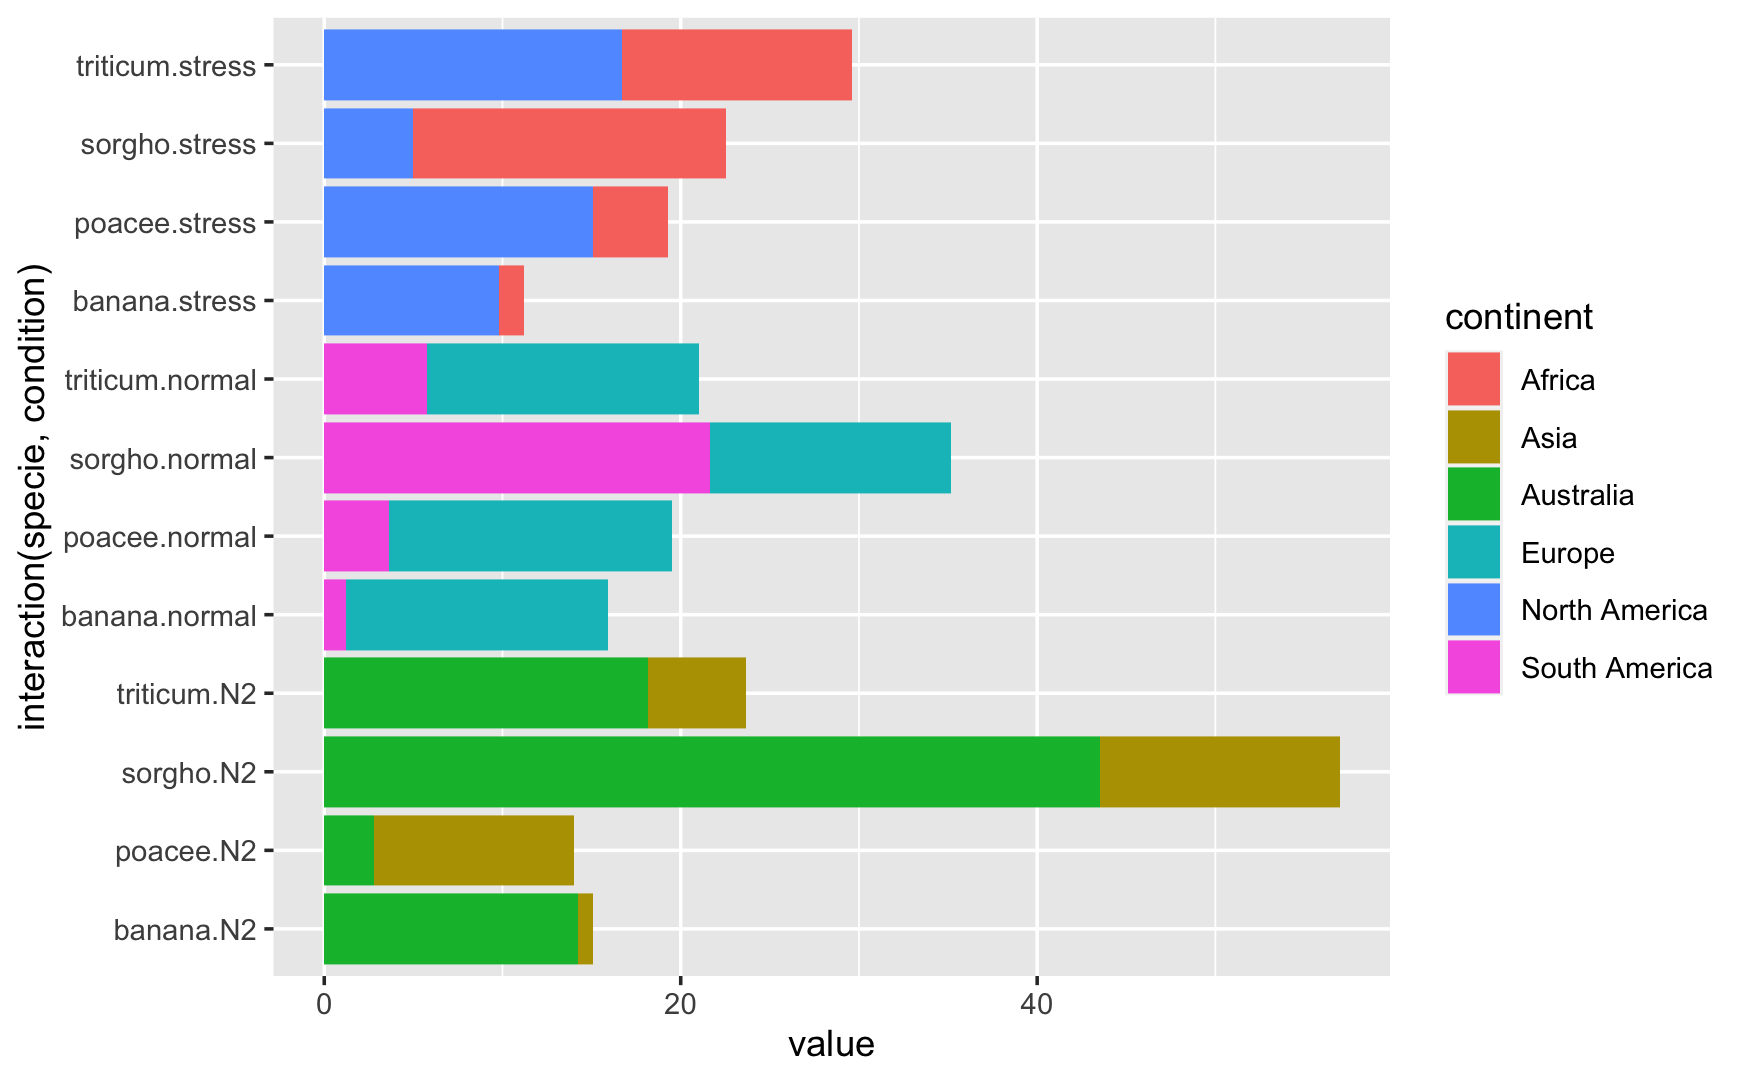 triticum.stress
sorgho.stress
poacee.stress
banana.stress
triticum.normal
sorgho.normal
poacee.normal
banana.normal
triticum.N2
sorgho.N2
poacee.N2
banana.N2
interaction(specie, condition)
0 20 40
value
continent
Africa
Asia
Australia
Europe
North America
South America